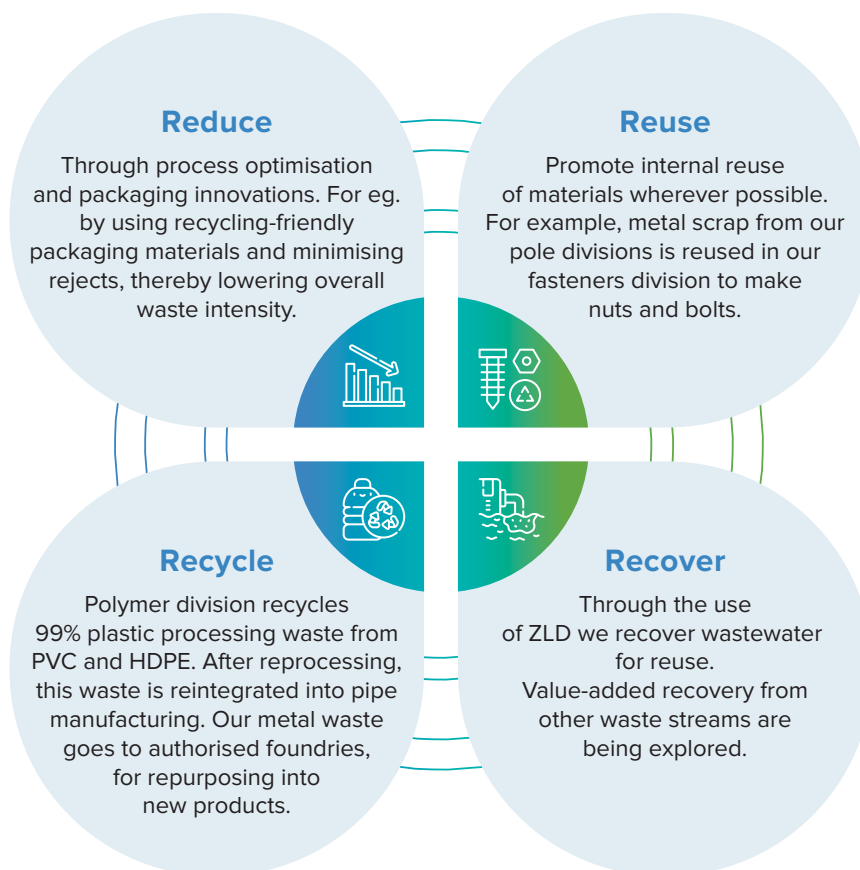 Reduce
Through process optimisation
and packaging innovations. For eg.
by using recycling-friendly
packaging materials and minimising
rejects, thereby lowering overall
waste intensity.
Reuse
Promote internal reuse
of materials wherever possible.
For example, metal scrap from our
pole divisions is reused in our
fasteners division to make
nuts and bolts.
Recycle
Polymer division recycles
99% plastic processing waste from
PVC and HDPE. After reprocessing,
this waste is reintegrated into pipe
manufacturing. Our metal waste
goes to authorised foundries,
for repurposing into
new products.
Recover
Through the use
of ZLD we recover wastewater
for reuse.
Value-added recovery from
other waste streams are
being explored.